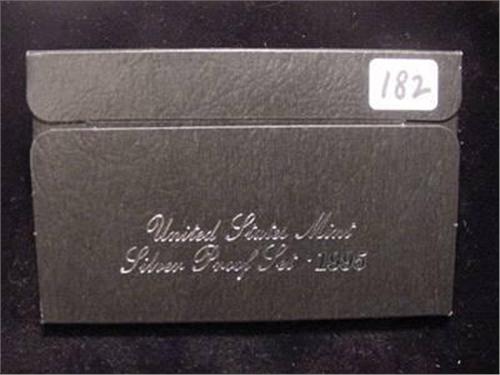 182
United States Mint
Silver Proof Set · 1995